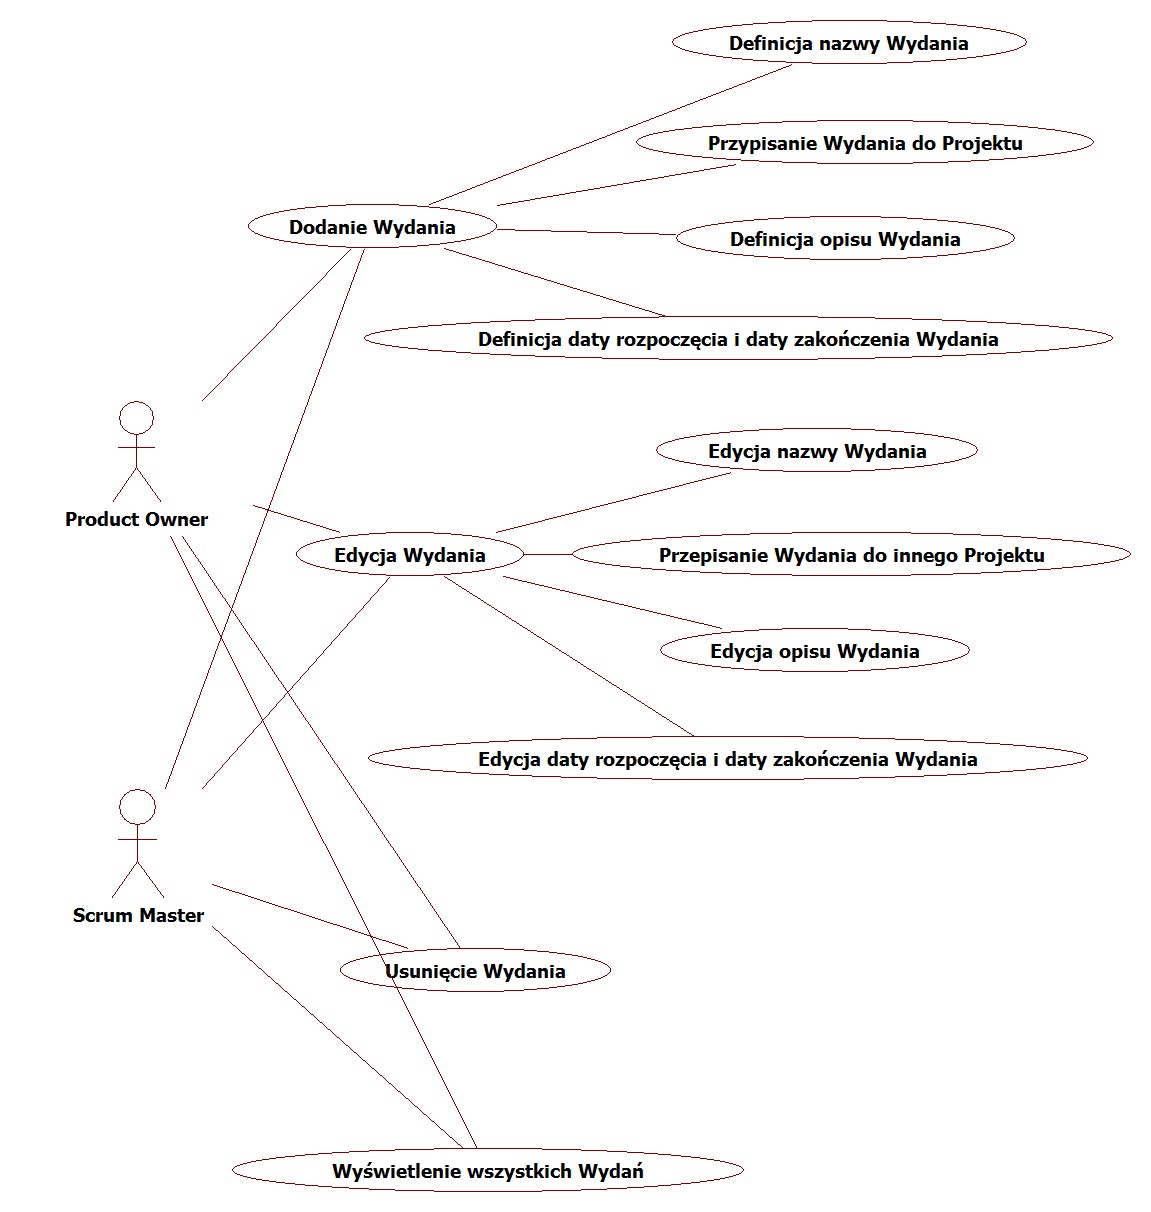 Definicja nazwy Wydania
Przypisanie Wydania do Projektu
Dodanie Wydania
Definicja opisu Wydania
Definicja daty rozpoczęcia i daty zakończenia Wydania
Edycja nazwy Wydania
Product Owner
Edycja Wydania
Przepisanie Wydania do innego Projektu
Edycja opisu Wydania
Edycja daty rozpoczęcia i daty zakończenia Wydania
Scrum Master
Usunięcie Wydania
Wyświetlenie wszystkich Wydań